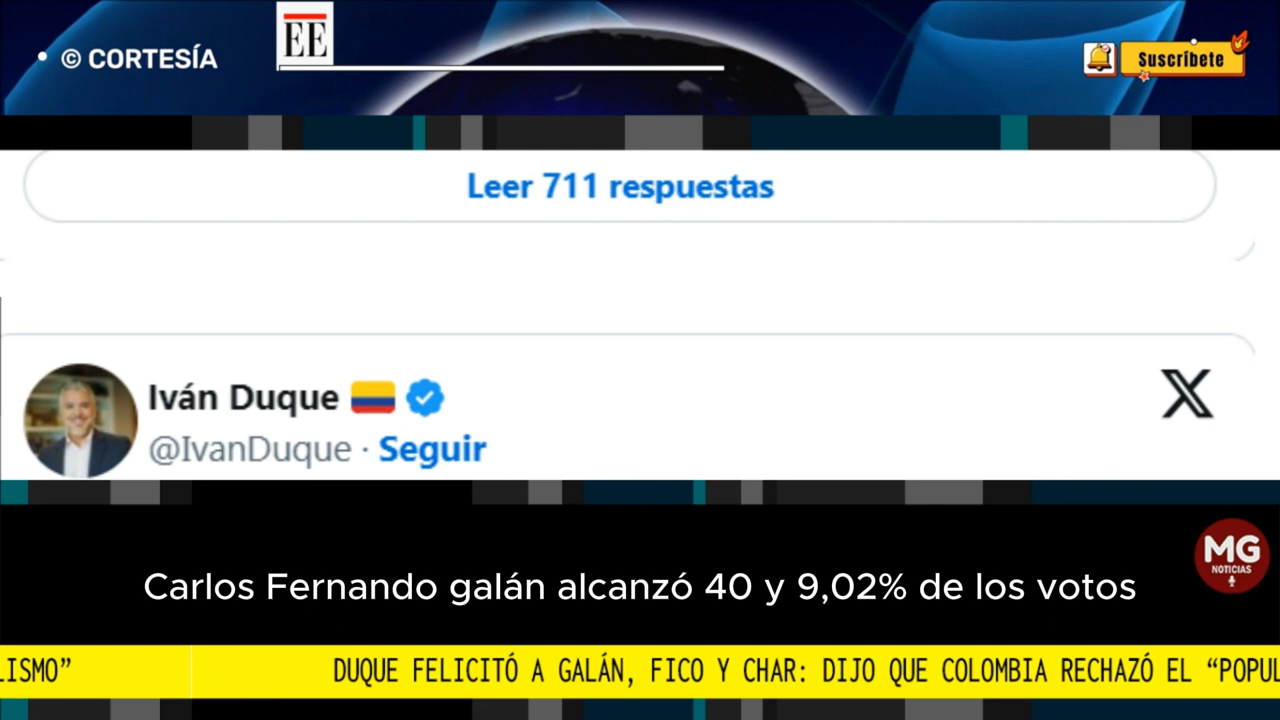 © CORTESÍA
EE
Suscríbete
Leer 711 respuestas
Iván Duque
X
@IvanDuque · Seguir
MG
NOTICIAS
Carlos Fernando galán alcanzó 40 y 9,02% de los votos
LISMO” DUQUE FELICITÓ A GALÁN, FICO Y CHAR: DIJO QUE COLOMBIA RECHAZÓ EL “POPUL